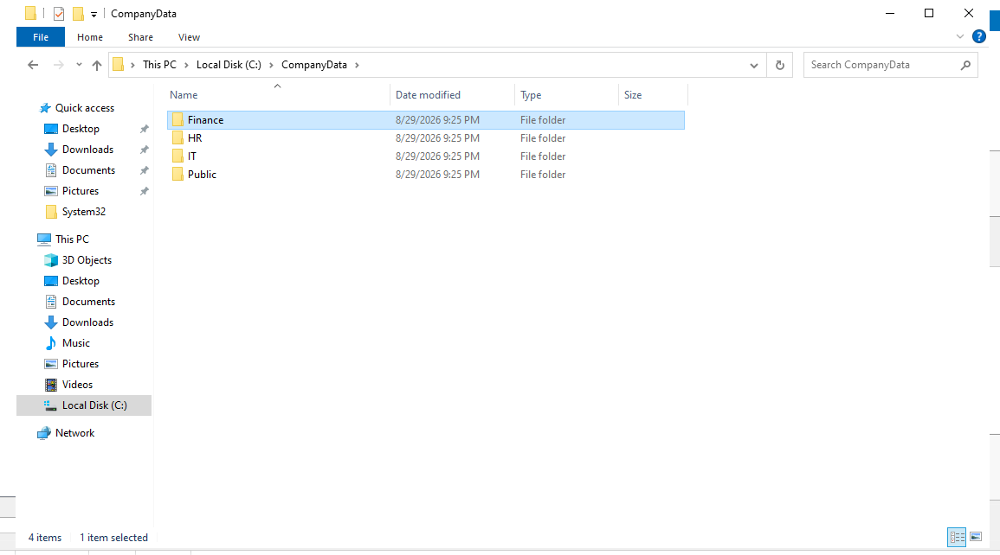 CompanyData
File Home Share View
This PC Local Disk (C:) CompanyData
Search CompanyData
Name Date modified Type Size
Quick access
Desktop
Downloads
Documents
Pictures
System32
This PC
3D Objects
Desktop
Documents
Downloads
Music
Pictures
Videos
Local Disk (C:)
Network
Finance 8/29/2026 9:25 PM File folder
HR 8/29/2026 9:25 PM File folder
IT 8/29/2026 9:25 PM File folder
Public 8/29/2026 9:25 PM File folder
4 items 1 item selected